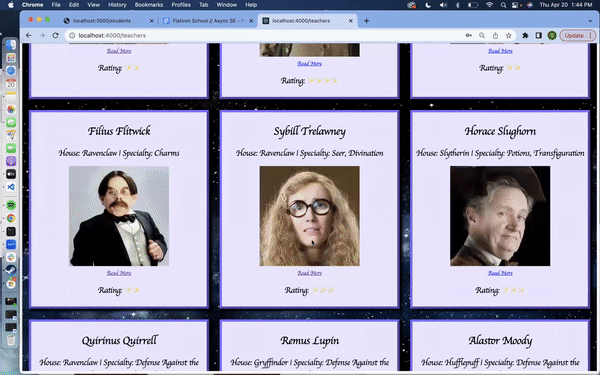 Chrome File Edit View History Bookmarks Profiles Tab Window Help Thu Apr 20 1:44 PM
localhost:3000/students Flatiron School // Async SE - F localhost:4000/teachers
localhost:4000/teachers Update
Read More Read More Read More
Rating: ✨✨ Rating: ✨✨✨✨ Rating: ✨✨
Filius Flitwick Sybill Trelawney Horace Slughorn
House: Ravenclaw | Specialty: Charms House: Ravenclaw | Specialty: Seer, Divination House: Slytherin | Specialty: Potions, Transfiguration
Read More Read More Read More
Rating: ✨✨ Rating: ✨✨✨ Rating: ✨✨
Quirinus Quirrell Remus Lupin Alastor Moody
House: Ravenclaw | Specialty: Defense Against the House: Gryffindor | Specialty: Defense Against the House: Hufflepuff | Specialty: Defense Against the